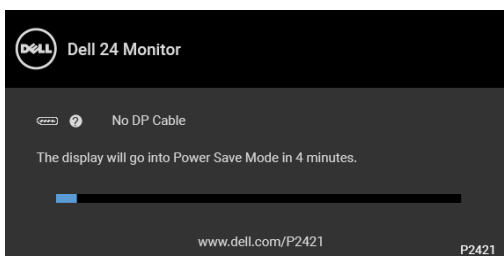 DELL
Dell 24 Monitor
? No DP Cable
The display will go into Power Save Mode in 4 minutes.
www.dell.com/P2421
P2421